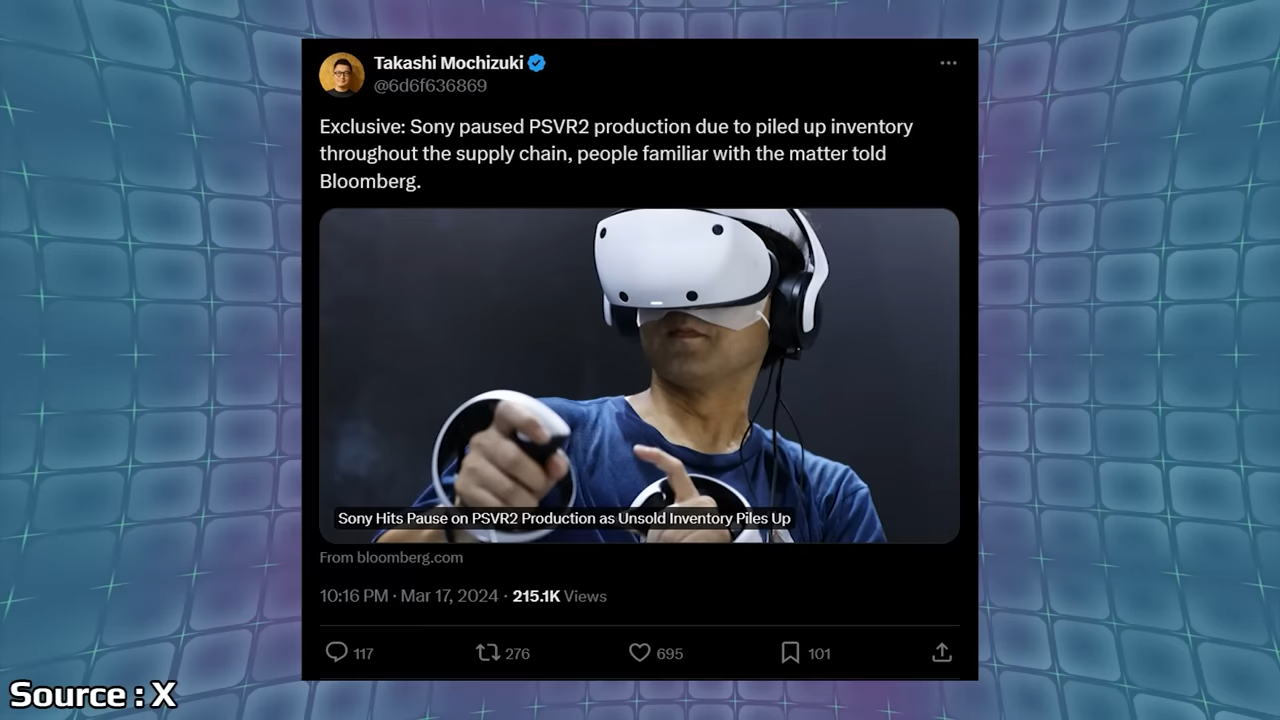 Takashi Mochizuki
@6d6f636869
Exclusive: Sony paused PSVR2 production due to piled up inventory
throughout the supply chain, people familiar with the matter told
Bloomberg.
Sony Hits Pause on PSVR2 Production as Unsold Inventory Piles Up
From bloomberg.com
10:16 PM · Mar 17, 2024 · 215.1K Views
117 276 695 101
Source : X